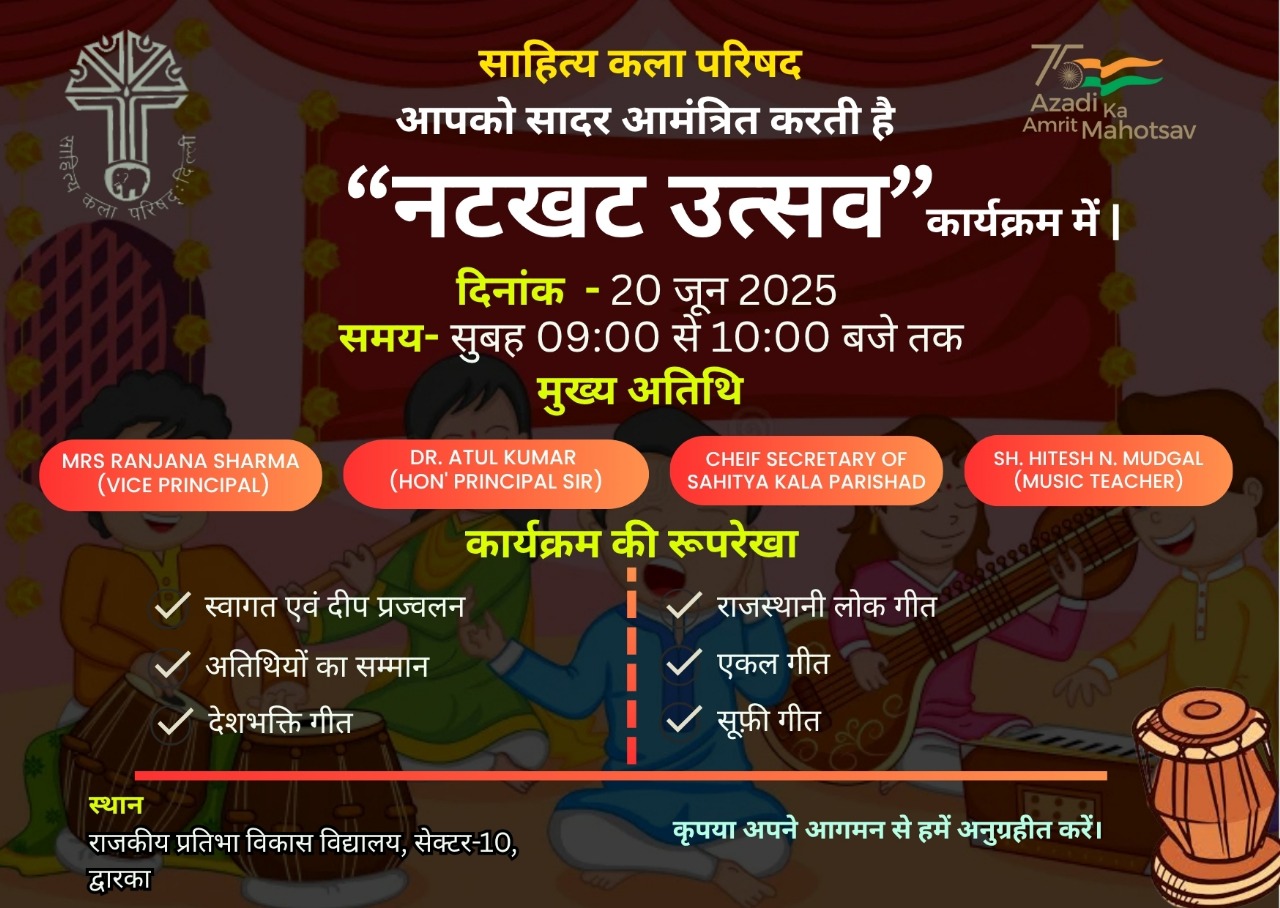 साहित्य कला परिषद
आपको सादर आमंत्रित करती है
“नटखट उत्सव” कार्यक्रम में |
साहित्य कला परिषद: दिल्ली
75
Azadi Ka
Amrit Mahotsav
दिनांक - 20 जून 2025
समय- सुबह 09:00 से 10:00 बजे तक
मुख्य अतिथि
MRS RANJANA SHARMA
(VICE PRINCIPAL)
DR. ATUL KUMAR
(HON' PRINCIPAL SIR)
CHEIF SECRETARY OF
SAHITYA KALA PARISHAD
SH. HITESH N. MUDGAL
(MUSIC TEACHER)
कार्यक्रम की रूपरेखा
स्वागत एवं दीप प्रज्वलन
अतिथियों का सम्मान
देशभक्ति गीत
राजस्थानी लोक गीत
एकल गीत
सूफ़ी गीत
स्थान
राजकीय प्रतिभा विकास विद्यालय, सेक्टर-10,
द्वारका
कृपया अपने आगमन से हमें अनुग्रहीत करें।